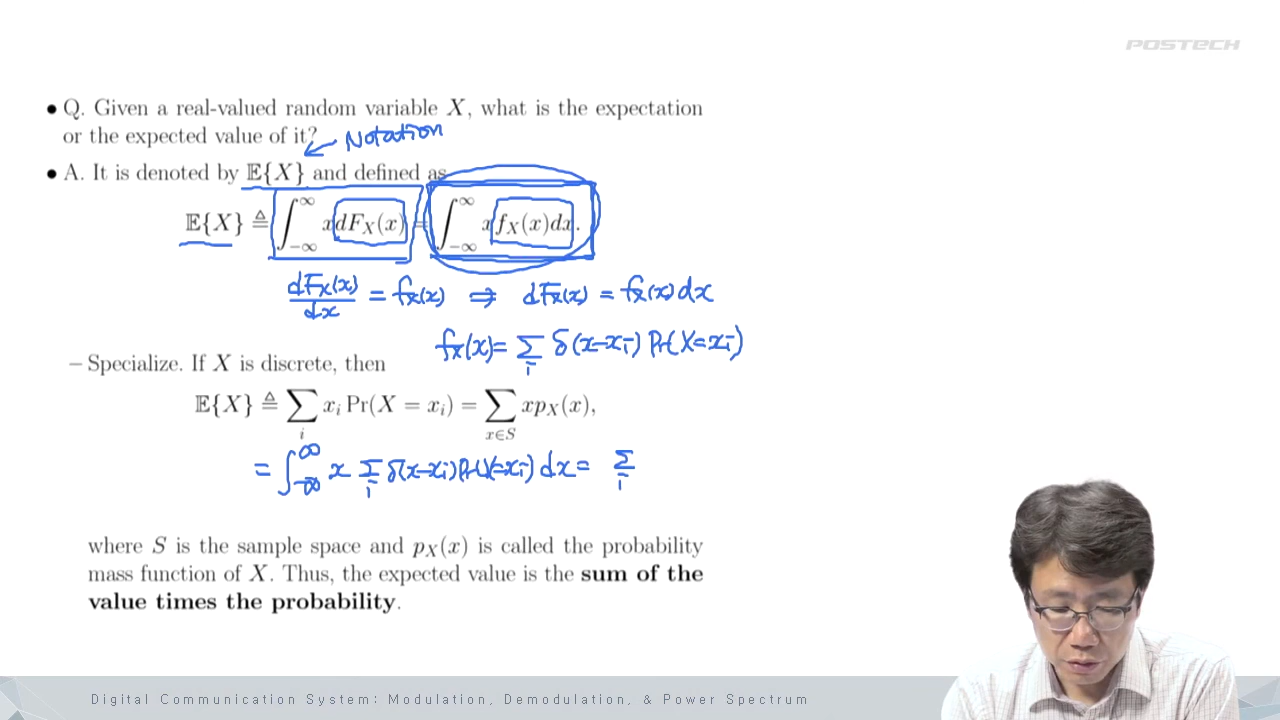 POSTECH
• Q. Given a real-valued random variable X, what is the expectation
or the expected value of it?
Notation
• A. It is denoted by 𝔼{X} and defined as
𝔼{X} ≜ ∫_{-∞}^{∞} x dF_X(x) = ∫_{-∞}^{∞} x f_X(x)dx.
dF_X(x)/dx = f_X(x) ⇒ dF_X(x) = f_X(x) dx
f_X(x) = Σ_i δ(x-x_i) Pr(X=x_i)
– Specialize. If X is discrete, then
𝔼{X} ≜ Σ_i x_i Pr(X = x_i) = Σ_{x∈S} x p_X(x),
= ∫_{-∞}^{∞} x Σ_i δ(x-x_i) Pr(X=x_i) dx = Σ_i
where S is the sample space and p_X(x) is called the probability
mass function of X. Thus, the expected value is the sum of the
value times the probability.
Digital Communication System: Modulation, Demodulation, & Power Spectrum